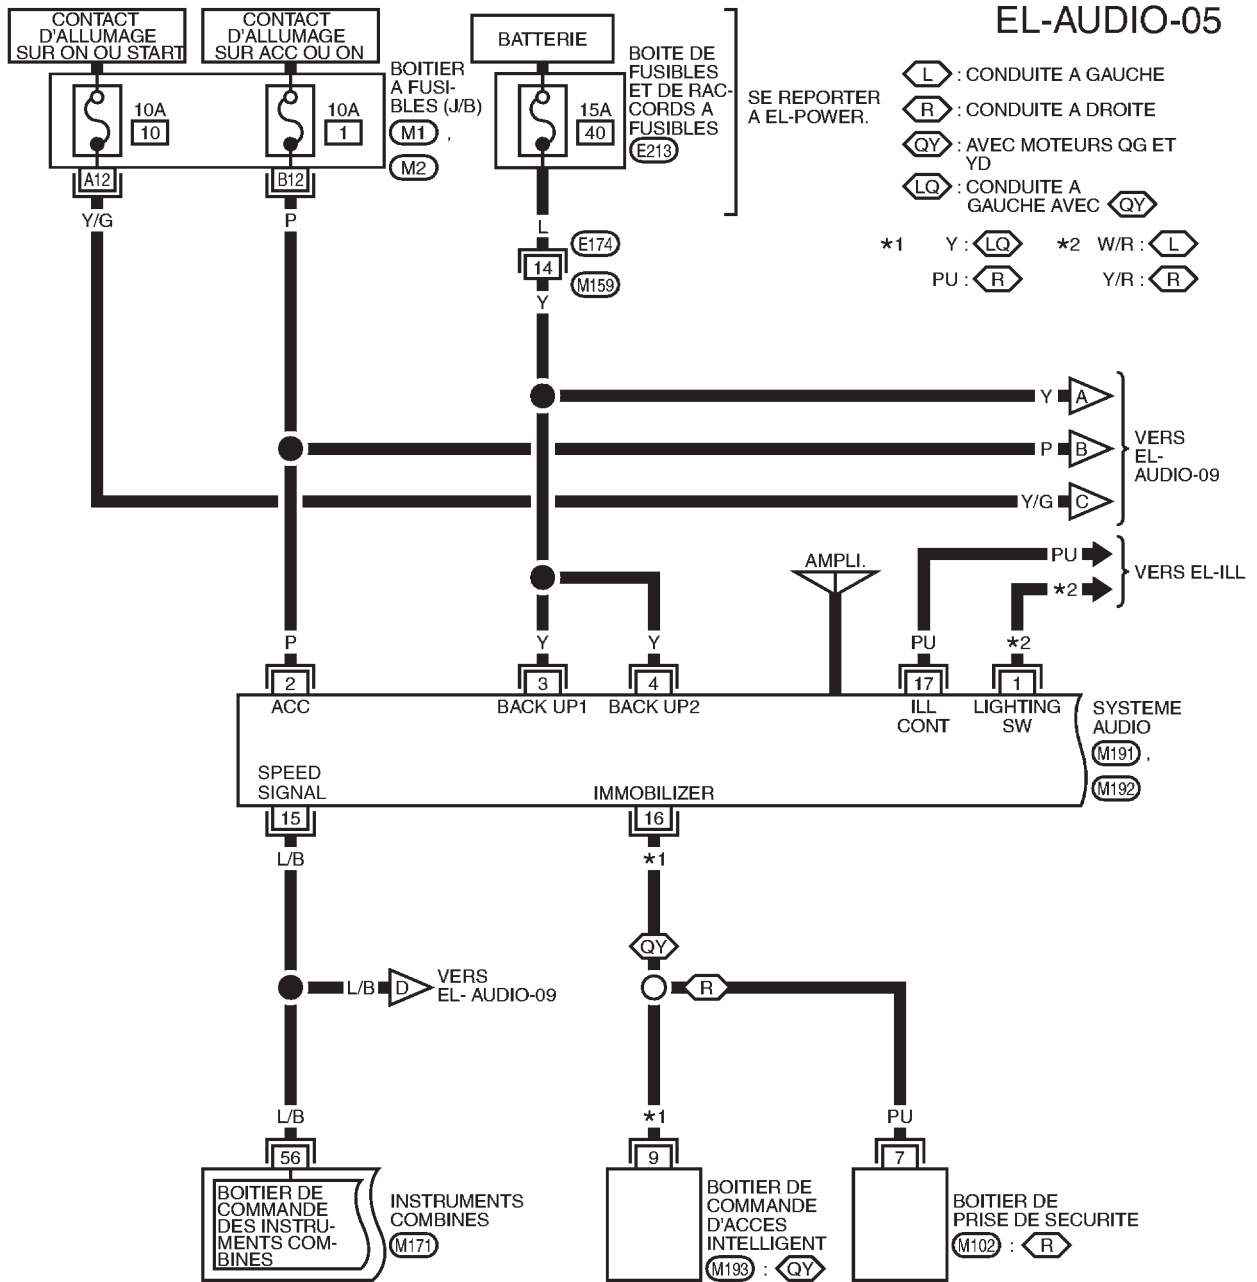 EL-AUDIO-05
CONTACT
D'ALLUMAGE
SUR ON OU START
CONTACT
D'ALLUMAGE
SUR ACC OU ON
BATTERIE
10A
10
10A
1
BOITIER
A FUSI-
BLES (J/B)
M1 ,
M2
15A
40
BOITE DE
FUSIBLES
ET DE RAC-
CORDS A
FUSIBLES
E213
SE REPORTER
A EL-POWER.
L : CONDUITE A GAUCHE
R : CONDUITE A DROITE
QY : AVEC MOTEURS QG ET
YD
LQ : CONDUITE A
GAUCHE AVEC QY
*1 Y : LQ *2 W/R : L
PU : R Y/R : R
A12
B12
Y/G
P
L
14
E174
M159
Y
Y A
P B
Y/G C
VERS
EL-
AUDIO-09
AMPLI.
PU
*2
VERS EL-ILL
P
Y
Y
PU
*2
2
3
4
17
1
ACC
BACK UP1
BACK UP2
ILL
CONT
LIGHTING
SW
SYSTEME
AUDIO
M191 ,
M192
SPEED
SIGNAL
IMMOBILIZER
15
16
L/B
*1
QY
L/B D
VERS
EL- AUDIO-09
R
L/B
*1
PU
56
9
7
BOITIER DE
COMMANDE
DES INSTRU-
MENTS COM-
BINES
INSTRUMENTS
COMBINES
M171
BOITIER DE
COMMANDE
D'ACCES
INTELLIGENT
M193 : QY
BOITIER DE
PRISE DE SECURITE
M102 : R